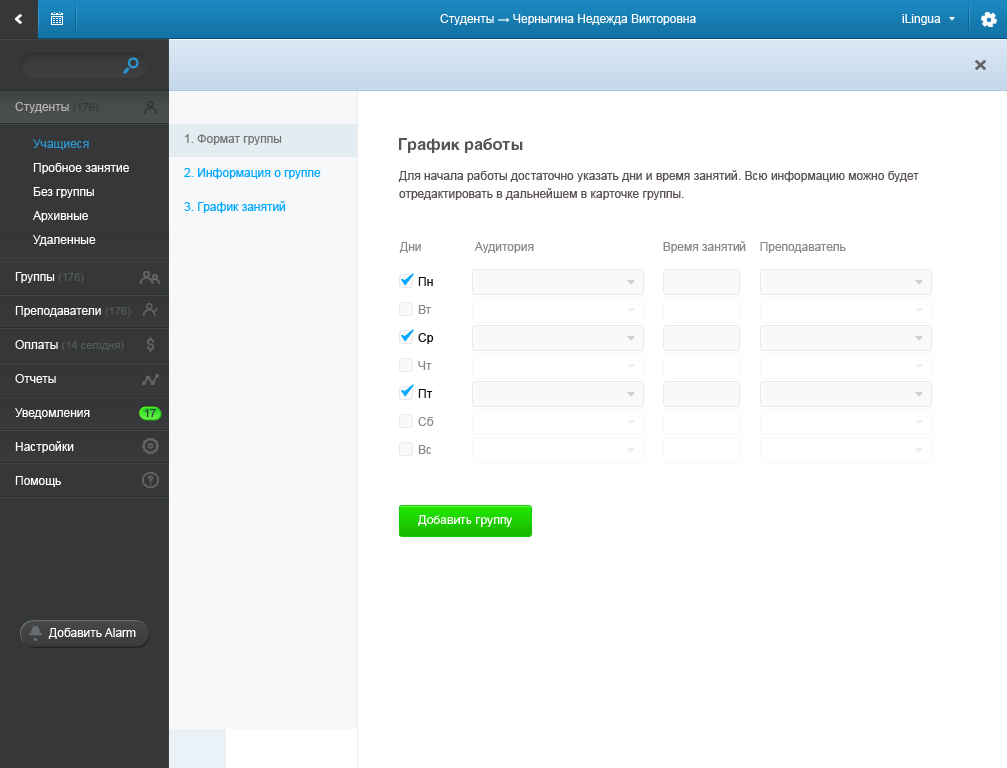 Студенты → Черныгина Надежда Викторовна
iLingua
Студенты (176)
Учащиеся
Пробное занятие
Без группы
Архивные
Удаленные
Группы (176)
Преподаватели (176)
Оплаты (14 сегодня)
Отчеты
Уведомления 17
Настройки
Помощь
Добавить Alarm
1. Формат группы
2. Информация о группе
3. График занятий
График работы
Для начала работы достаточно указать дни и время занятий. Всю информацию можно будет
отредактировать в дальнейшем в карточке группы.
Дни Аудитория Время занятий Преподаватель
Пн
Вт
Ср
Чт
Пт
Сб
Вс
Добавить группу